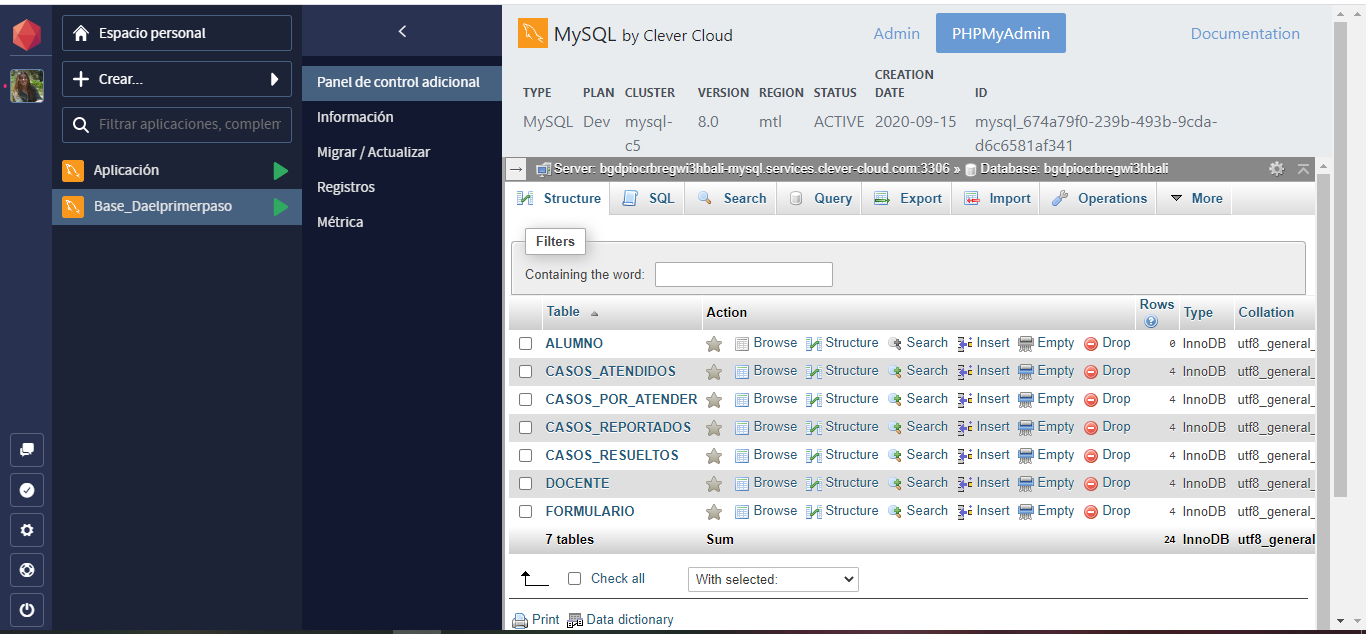 Espacio personal
Crear...
Filtrar aplicaciones, complem
Aplicación
Base_Daelprimerpaso
Panel de control adicional
Información
Migrar / Actualizar
Registros
Métrica
MySQL by Clever Cloud
Admin
PHPMyAdmin
Documentation
TYPE PLAN CLUSTER VERSION REGION STATUS CREATION DATE ID
MySQL Dev mysql-c5 8.0 mtl ACTIVE 2020-09-15 mysql_674a79f0-239b-493b-9cda-
d6c6581af341
Server: bgdpiocrbregwi3hbali-mysql.services.clever-cloud.com:3306 » Database: bgdpiocrbregwi3hbali
Structure SQL Search Query Export Import Operations More
Filters
Containing the word:
Table Action Rows Type Collation
ALUMNO Browse Structure Search Insert Empty Drop 0 InnoDB utf8_general_
CASOS_ATENDIDOS Browse Structure Search Insert Empty Drop 4 InnoDB utf8_general_
CASOS_POR_ATENDER Browse Structure Search Insert Empty Drop 4 InnoDB utf8_general_
CASOS_REPORTADOS Browse Structure Search Insert Empty Drop 4 InnoDB utf8_general_
CASOS_RESUELTOS Browse Structure Search Insert Empty Drop 4 InnoDB utf8_general_
DOCENTE Browse Structure Search Insert Empty Drop 4 InnoDB utf8_general_
FORMULARIO Browse Structure Search Insert Empty Drop 4 InnoDB utf8_general_
7 tables Sum 24 InnoDB utf8_general
Check all With selected:
Print Data dictionary